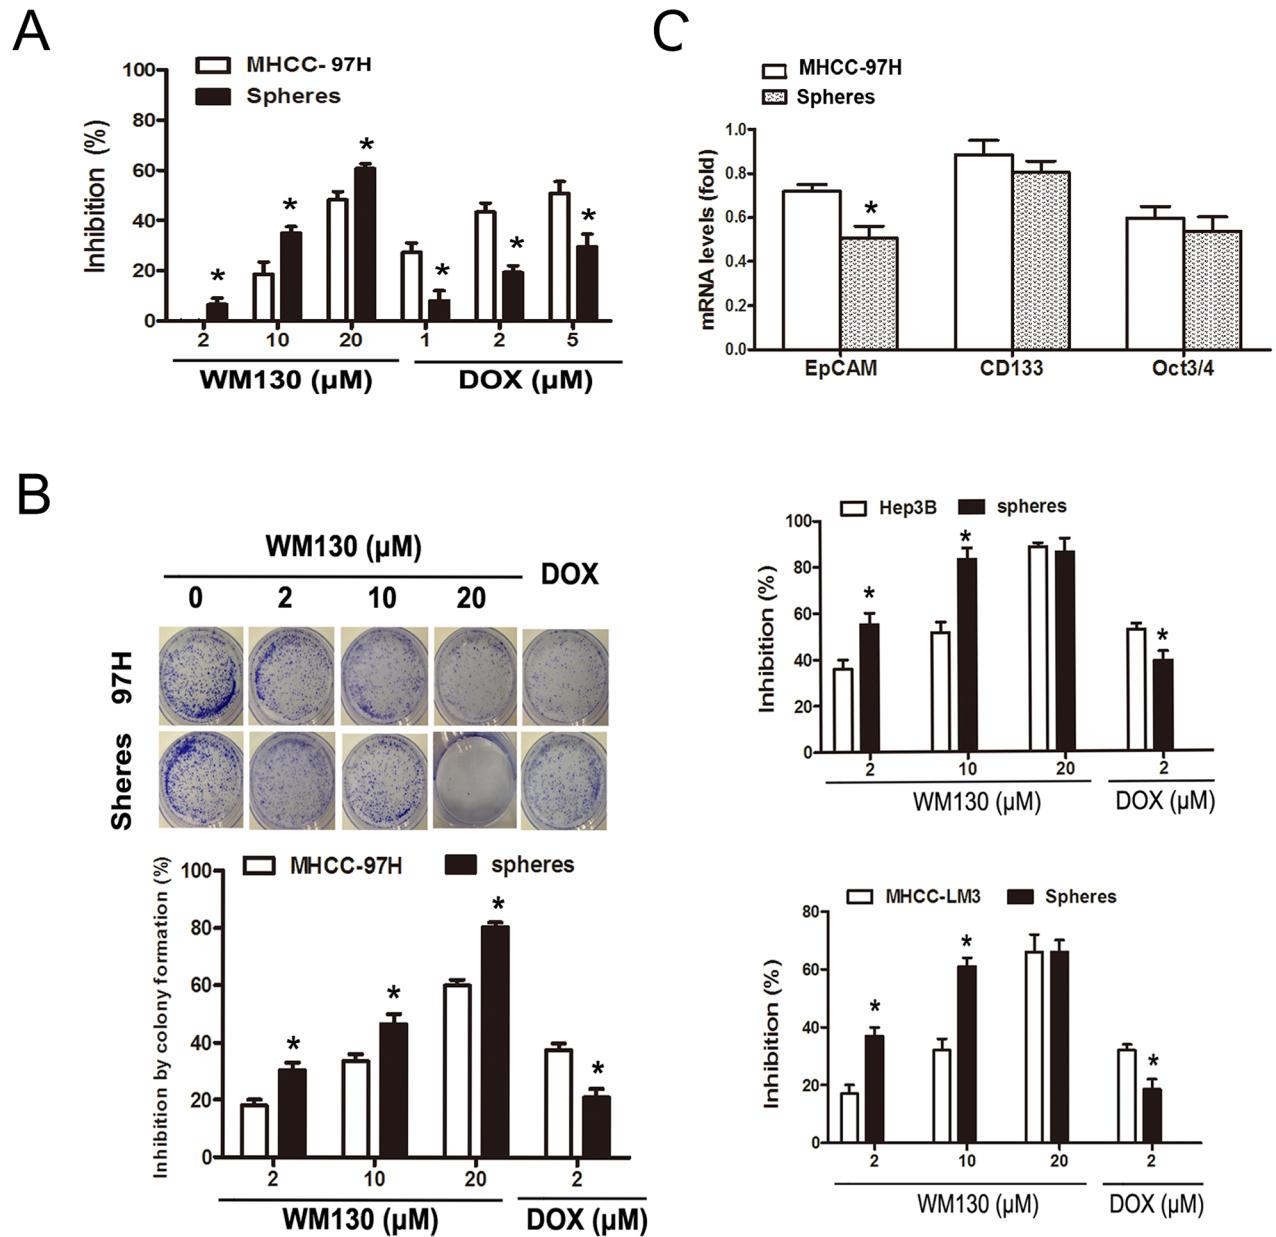 A
MHCC- 97H
Spheres
Inhibition (%)
100
80
60
40
20
0
* * * * * *
2 10 20 1 2 5
WM130 (μM) DOX (μM)
C
MHCC-97H
Spheres
mRNA levels (fold)
1.0
0.8
0.6
0.4
0.2
0.0
*
EpCAM CD133 Oct3/4
B
WM130 (μM) DOX
0 2 10 20
97H
Sheres
MHCC-97H spheres
Inhibition by colony formation (%)
100
80
60
40
20
0
* * * *
2 10 20 2
WM130 (μM) DOX (μM)
Hep3B spheres
Inhibition (%)
100
80
60
40
20
0
* * *
2 10 20 2
WM130 (μM) DOX (μM)
MHCC-LM3 Spheres
Inhibition (%)
80
60
40
20
0
* * *
2 10 20 2
WM130 (μM) DOX (μM)